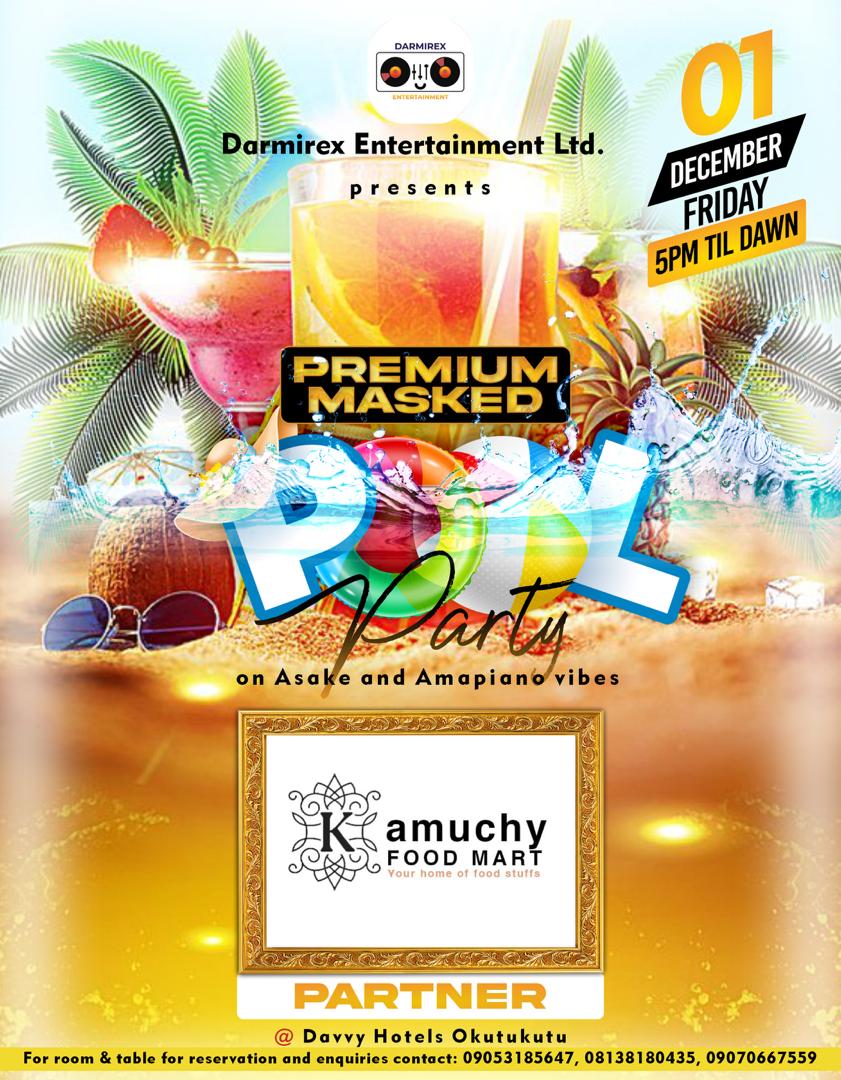 DARMIREX
ENTERTAINMENT
Darmirex Entertainment Ltd.
presents
01
DECEMBER
FRIDAY
5PM TIL DAWN
PREMIUM
MASKED
POOL
Party
on Asake and Amapiano vibes
Kamuchy
FOOD MART
Your home of food stuffs
PARTNER
@ Davvy Hotels Okutukutu
For room & table for reservation and enquiries contact: 09053185647, 08138180435, 09070667559